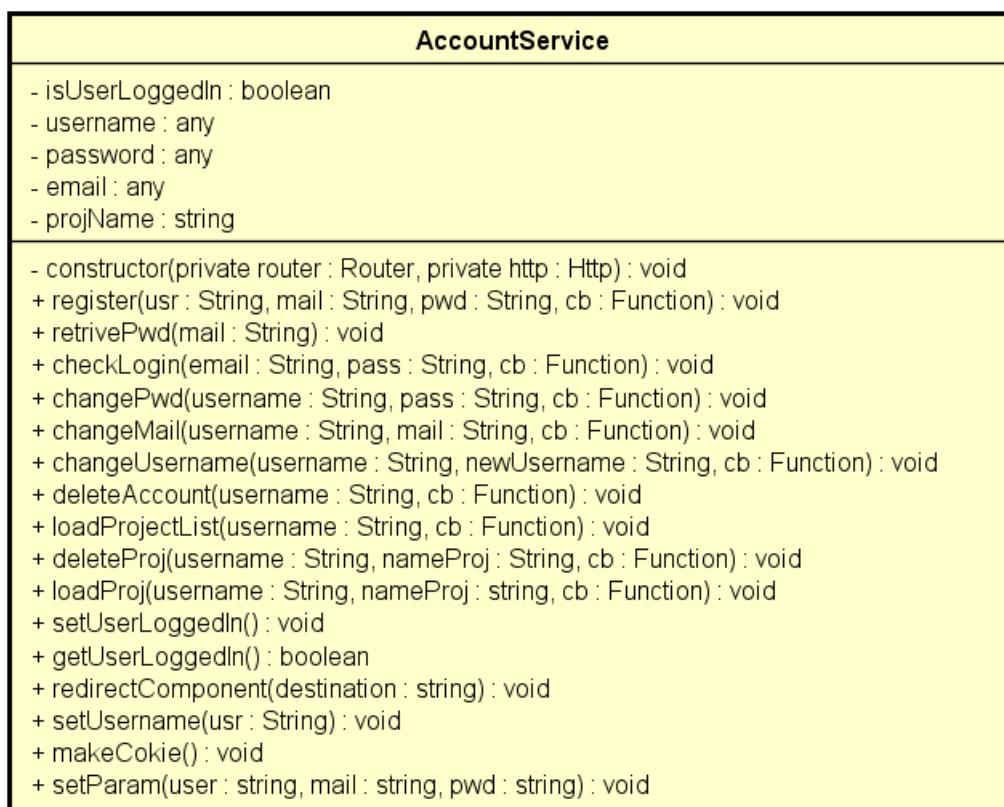 AccountService
- isUserLoggedIn : boolean
- username : any
- password : any
- email : any
- projName : string
- constructor(private router : Router, private http : Http) : void
+ register(usr : String, mail : String, pwd : String, cb : Function) : void
+ retrivePwd(mail : String) : void
+ checkLogin(email : String, pass : String, cb : Function) : void
+ changePwd(username : String, pass : String, cb : Function) : void
+ changeMail(username : String, mail : String, cb : Function) : void
+ changeUsername(username : String, newUsername : String, cb : Function) : void
+ deleteAccount(username : String, cb : Function) : void
+ loadProjectList(username : String, cb : Function) : void
+ deleteProj(username : String, nameProj : String, cb : Function) : void
+ loadProj(username : String, nameProj : string, cb : Function) : void
+ setUserLoggedIn() : void
+ getUserLoggedIn() : boolean
+ redirectComponent(destination : string) : void
+ setUsername(usr : String) : void
+ makeCokie() : void
+ setParam(user : string, mail : string, pwd : string) : void